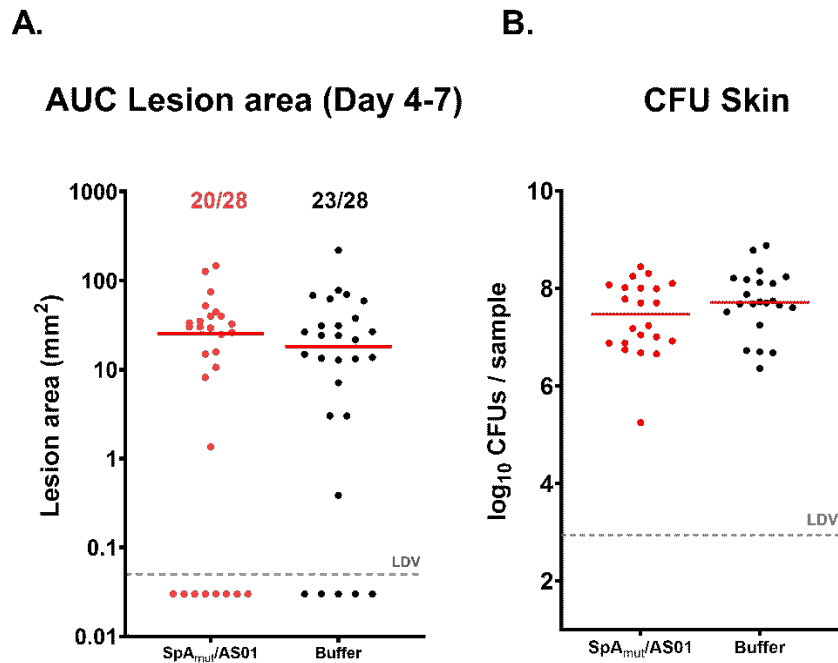 A.
AUC Lesion area (Day 4-7)
Lesion area (mm²)
1000
100
10
1
0.1
0.01
20/28
23/28
LDV
SpAmut/AS01
Buffer
B.
CFU Skin
log10 CFUs / sample
10
8
6
4
2
LDV
SpAmut/AS01
Buffer